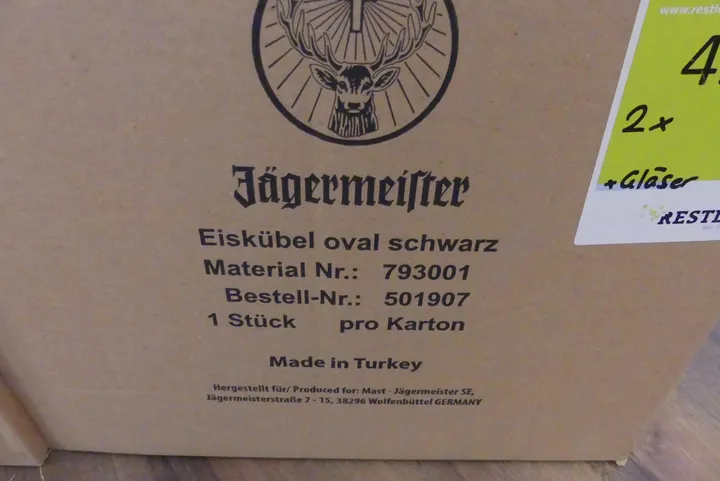 Jägermeiſter
Eiskübel oval schwarz
Material Nr.: 793001
Bestell-Nr.: 501907
1 Stück pro Karton
Made in Turkey
Hergestellt für/ Produced for: Mast - Jägermeister SE,
Jägermeisterstraße 7 - 15, 38296 Wolfenbüttel GERMANY
2x
+Gläser